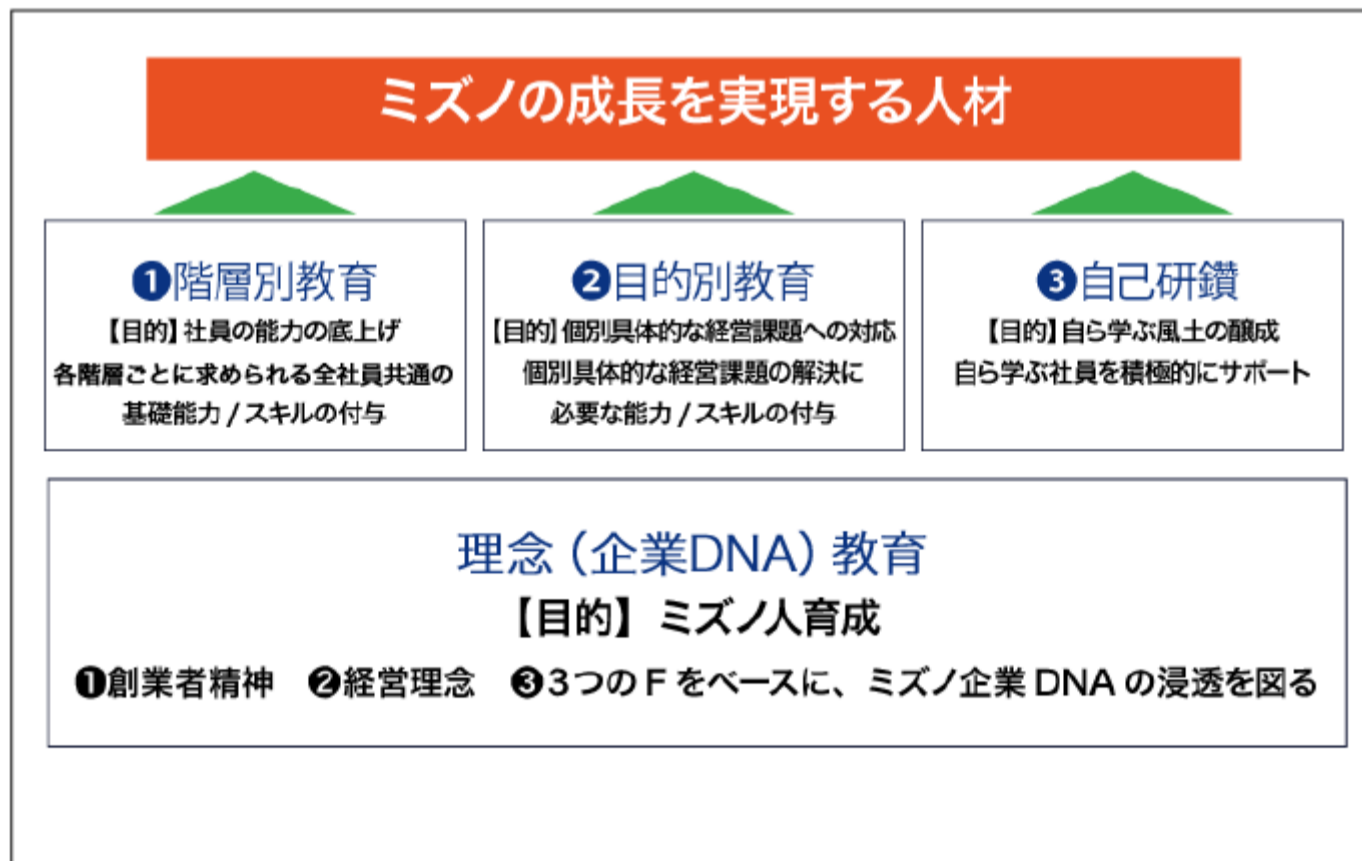 ミズノの成長を実現する人材
❶階層別教育
【目的】社員の能力の底上げ
各階層ごとに求められる全社員共通の
基礎能力 / スキルの付与
❷目的別教育
【目的】個別具体的な経営課題への対応
個別具体的な経営課題の解決に
必要な能力 / スキルの付与
❸自己研鑽
【目的】自ら学ぶ風土の醸成
自ら学ぶ社員を積極的にサポート
理念（企業DNA）教育
【目的】ミズノ人育成
❶創業者精神 ❷経営理念 ❸3つのFをベースに、ミズノ企業DNAの浸透を図る